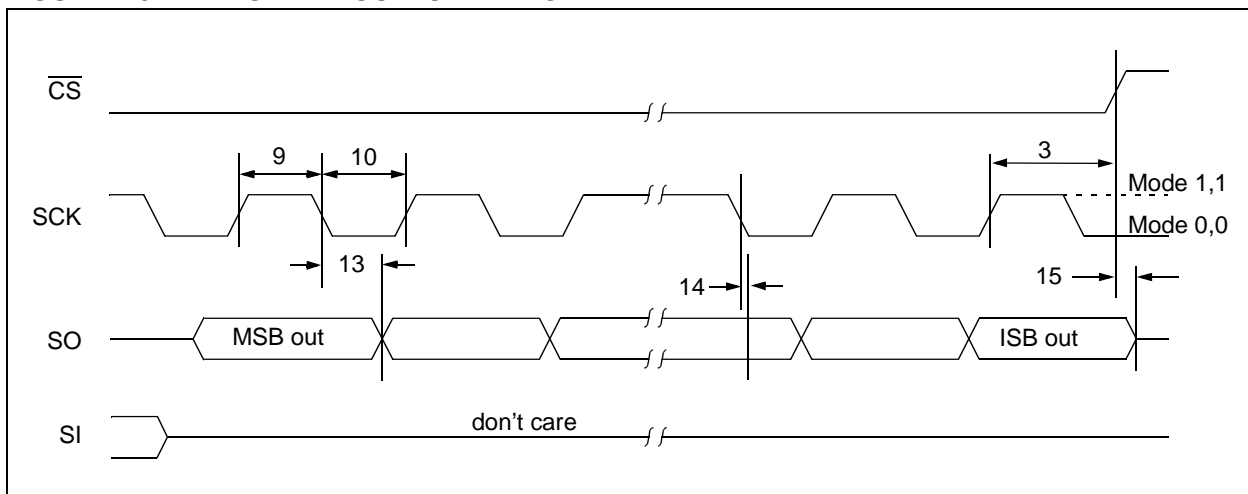 CS
9
10
3
SCK
Mode 1,1
Mode 0,0
13
14
15
SO
MSB out
ISB out
SI
don't care